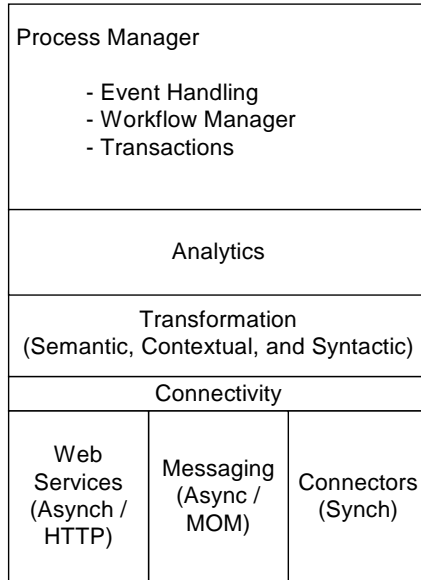 Process Manager
- Event Handling
- Workflow Manager
- Transactions
Analytics
Transformation
(Semantic, Contextual, and Syntactic)
Connectivity
Web
Services
(Asynch /
HTTP)
Messaging
(Async /
MOM)
Connectors
(Synch)